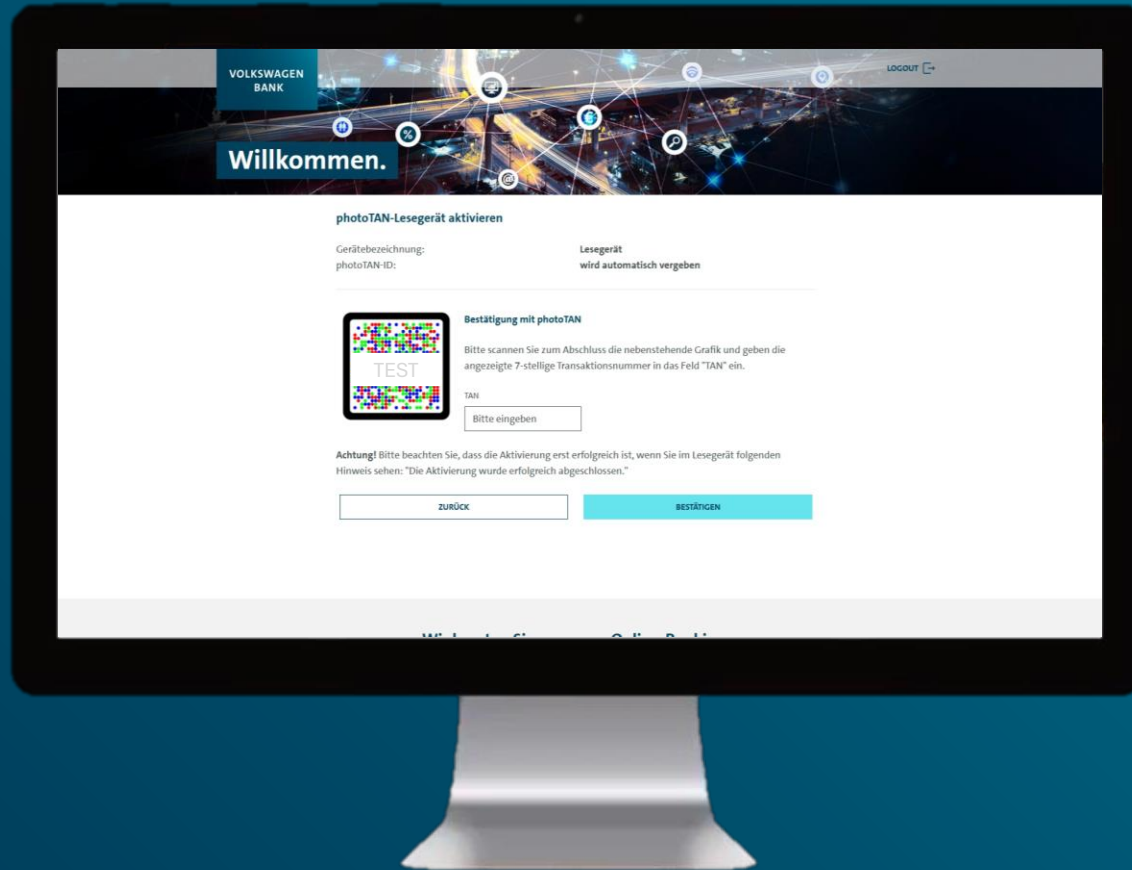 VOLKSWAGEN
BANK
LOGOUT
Willkommen.
photoTAN-Lesegerät aktivieren
Gerätebezeichnung: Lesegerät
photoTAN-ID: wird automatisch vergeben
TEST
Bestätigung mit photoTAN
Bitte scannen Sie zum Abschluss die nebenstehende Grafik und geben die
angezeigte 7-stellige Transaktionsnummer in das Feld "TAN" ein.
TAN
Bitte eingeben
Achtung! Bitte beachten Sie, dass die Aktivierung erst erfolgreich ist, wenn Sie im Lesegerät folgenden
Hinweis sehen: "Die Aktivierung wurde erfolgreich abgeschlossen."
ZURÜCK
BESTÄTIGEN